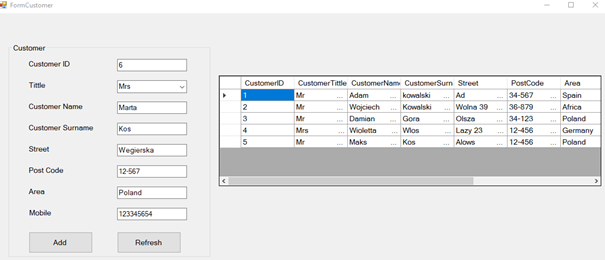 FormCustomer
Customer
Customer ID 6
Tittle Mrs
Customer Name Marta
Customer Surname Kos
Street Wegierska
Post Code 12-567
Area Poland
Mobile 123345654
Add Refresh
CustomerID CustomerTittle CustomerName CustomerSurn Street PostCode Area
1 Mr ... Adam ... kowalski ... Ad ... 34-567 ... Spain
2 Mr ... Wojciech ... Kowalski ... Wolna 39 ... 36-879 ... Africa
3 Mr ... Damian ... Gora ... Olsza ... 34-123 ... Poland
4 Mrs ... Wioletta ... Wlos ... Lazy 23 ... 12-456 ... Germany
5 Mr ... Maks ... Kos ... Alows ... 12-456 ... Poland